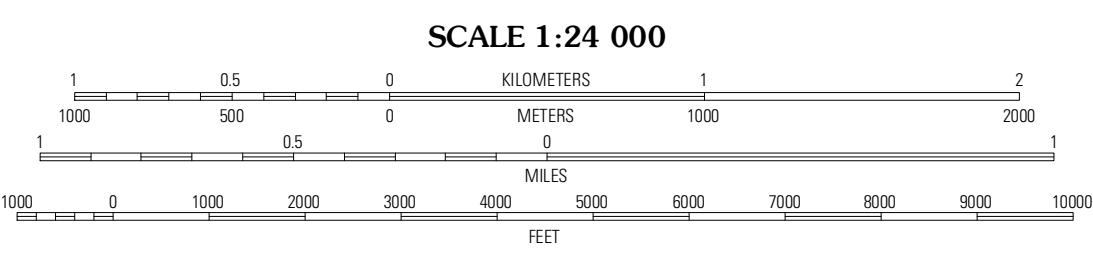 SCALE 1:24 000
1 0.5 0 KILOMETERS 1 2
1000 500 0 METERS 1000 2000
1 0.5 0 1
MILES
1000 0 1000 2000 3000 4000 5000 6000 7000 8000 9000 10000
FEET